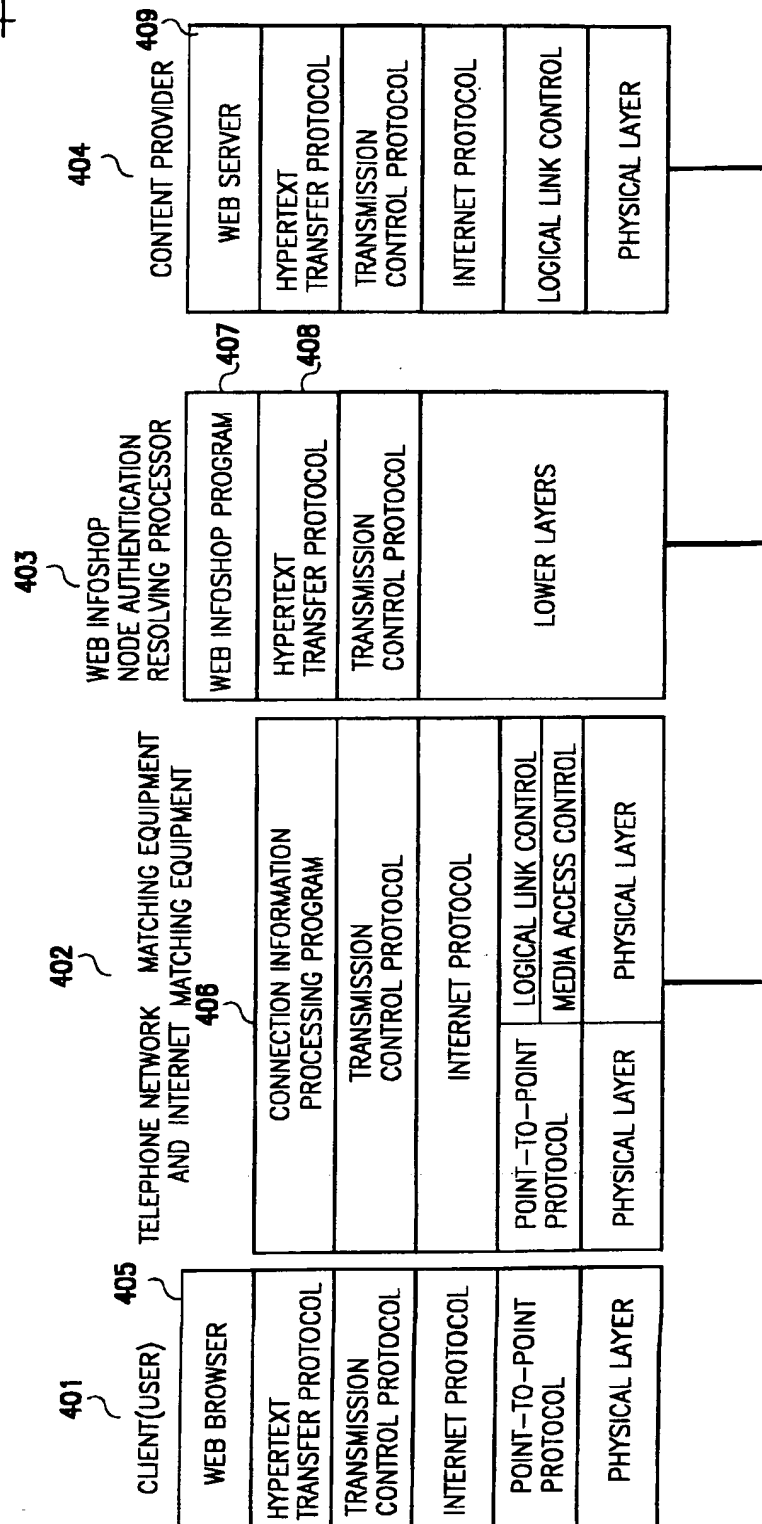 401
CLIENT(USER)
405
WEB BROWSER
HYPERTEXT
TRANSFER PROTOCOL
TRANSMISSION
CONTROL PROTOCOL
INTERNET PROTOCOL
POINT-TO-POINT
PROTOCOL
PHYSICAL LAYER
402
TELEPHONE NETWORK MATCHING EQUIPMENT
AND INTERNET MATCHING EQUIPMENT
406
CONNECTION INFORMATION
PROCESSING PROGRAM
TRANSMISSION
CONTROL PROTOCOL
INTERNET PROTOCOL
POINT-TO-POINT
PROTOCOL
LOGICAL LINK CONTROL
MEDIA ACCESS CONTROL
PHYSICAL LAYER
PHYSICAL LAYER
403
WEB INFOSHOP
NODE AUTHENTICATION
RESOLVING PROCESSOR
407
WEB INFOSHOP PROGRAM
408
HYPERTEXT
TRANSFER PROTOCOL
TRANSMISSION
CONTROL PROTOCOL
LOWER LAYERS
404
CONTENT PROVIDER
409
WEB SERVER
HYPERTEXT
TRANSFER PROTOCOL
TRANSMISSION
CONTROL PROTOCOL
INTERNET PROTOCOL
LOGICAL LINK CONTROL
PHYSICAL LAYER